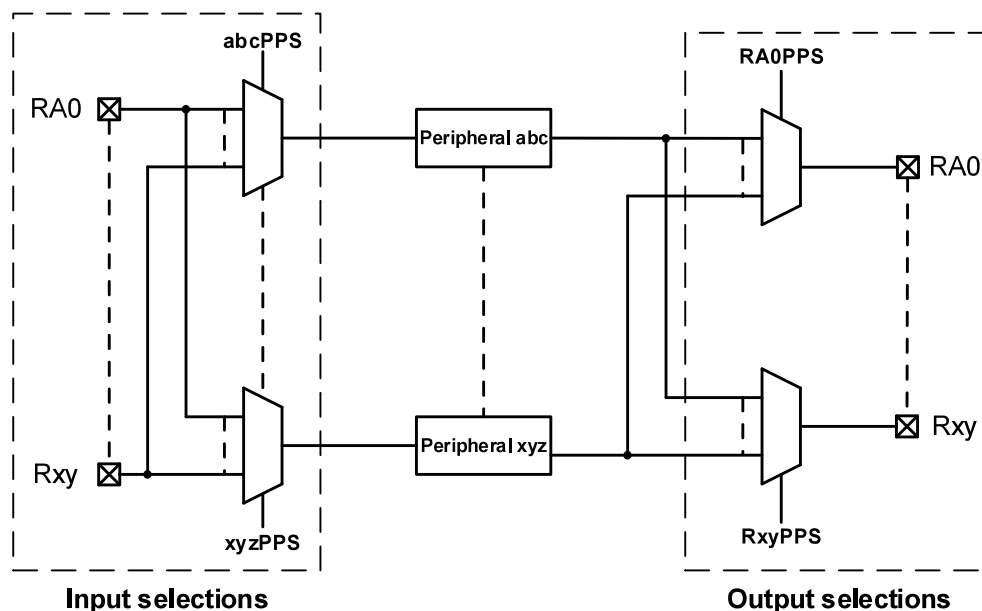 abcPPS
RA0PPS
RA0
Peripheral abc
RA0
Rxy
Peripheral xyz
Rxy
xyzPPS
RxyPPS
Input selections
Output selections